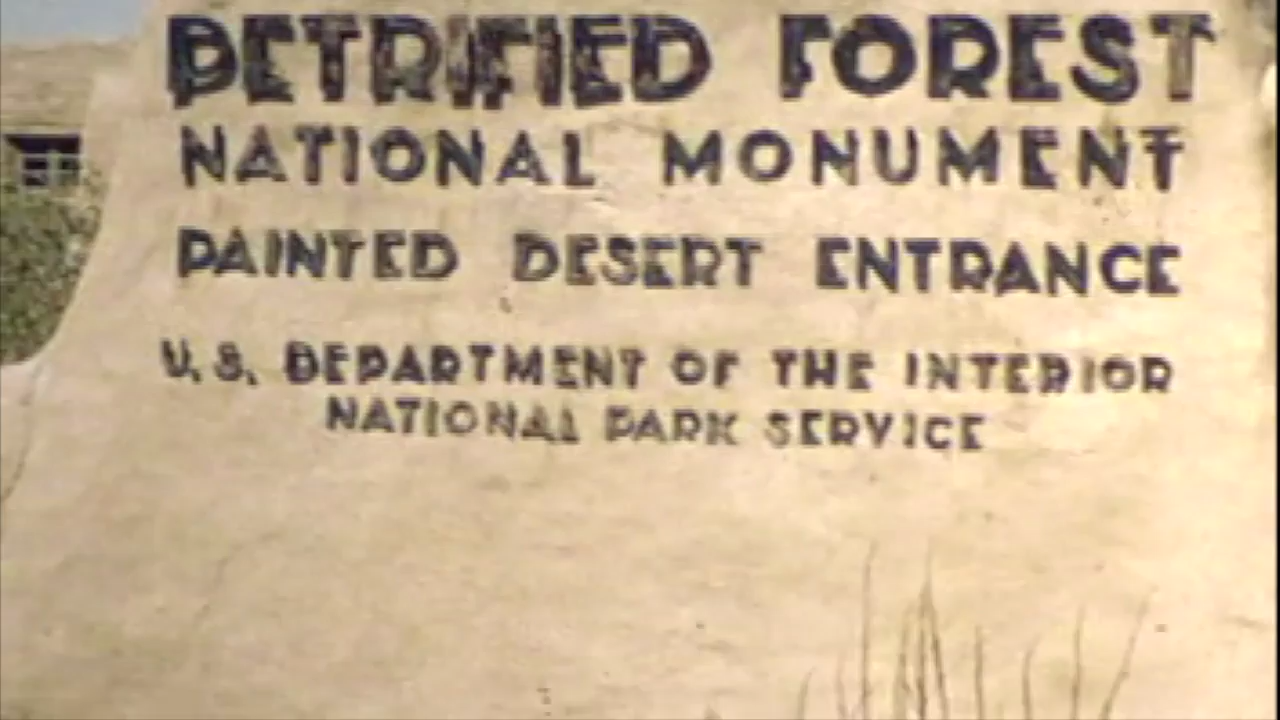 PETRIFIED FOREST
NATIONAL MONUMENT
PAINTED DESERT ENTRANCE
U.S. DEPARTMENT OF THE INTERIOR
NATIONAL PARK SERVICE